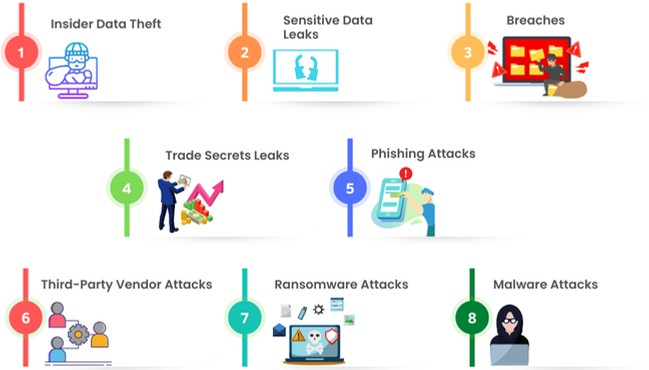 1
Insider Data Theft
2
Sensitive Data
Leaks
3
Breaches
4
Trade Secrets Leaks
5
Phishing Attacks
!
6
Third-Party Vendor Attacks
7
Ransomware Attacks
8
Malware Attacks